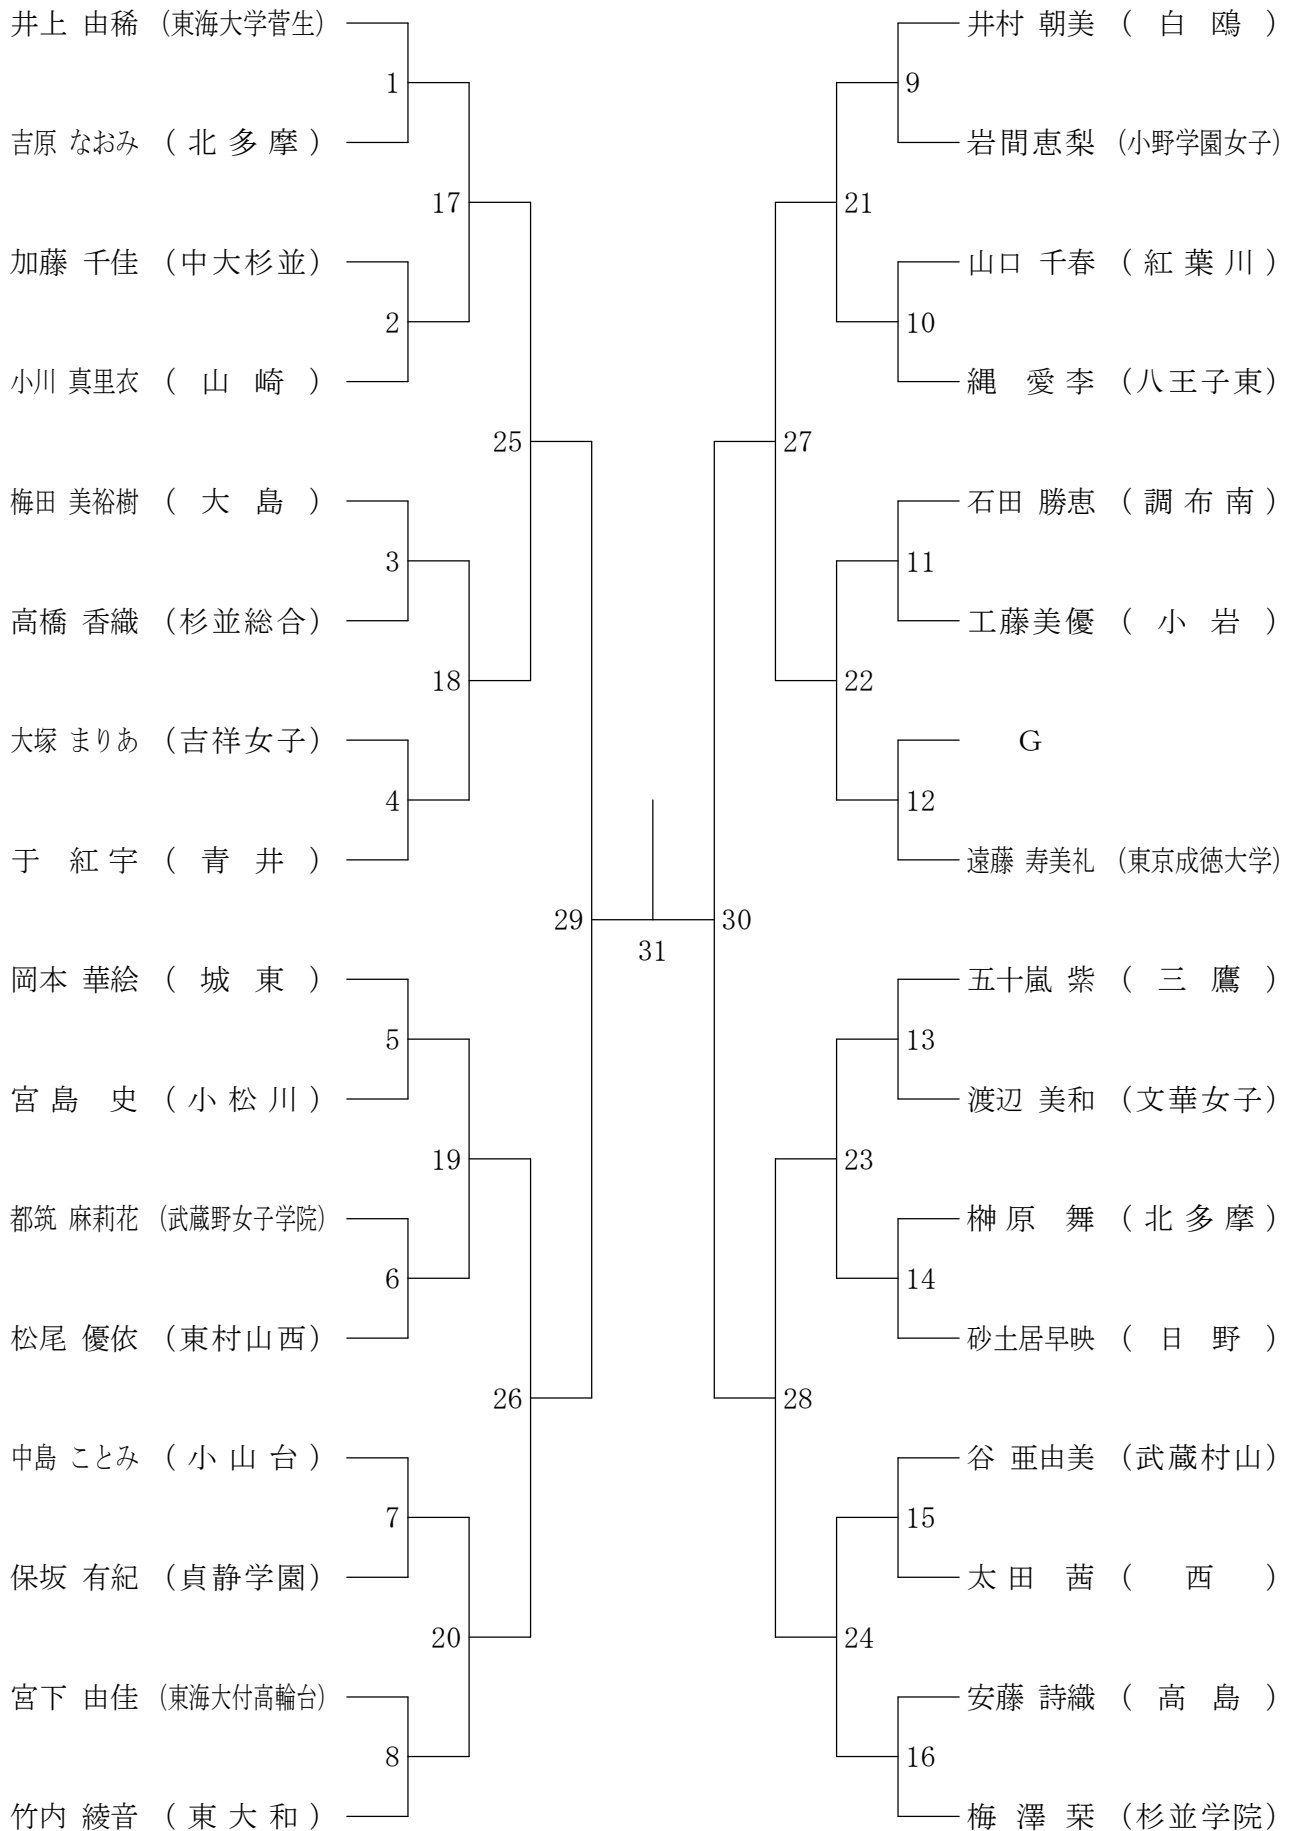 井上 由稀 (東海大学菅生)
1
吉原 なおみ (北多摩)
17
加藤 千佳 (中大杉並)
2
小川 真里衣 (山崎)
25
梅田 美裕樹 (大島)
3
高橋 香織 (杉並総合)
18
大塚 まりあ (吉祥女子)
4
于 紅宇 (青井)
29
岡本 華絵 (城東)
5
宮島 史 (小松川)
19
都筑 麻莉花 (武蔵野女子学院)
6
松尾 優依 (東村山西)
26
中島 ことみ (小山台)
7
保坂 有紀 (貞静学園)
20
宮下 由佳 (東海大付高輪台)
8
竹内 綾音 (東大和)
31
井村 朝美 (白鴎)
9
岩間恵梨 (小野学園女子)
21
山口 千春 (紅葉川)
10
縄 愛李 (八王子東)
27
石田 勝恵 (調布南)
11
工藤美優 (小岩)
22
G
12
遠藤 寿美礼 (東京成徳大学)
30
五十嵐 紫 (三鷹)
13
渡辺 美和 (文華女子)
23
榊原 舞 (北多摩)
14
砂土居早映 (日野)
28
谷 亜由美 (武蔵村山)
15
太田 茜 (西)
24
安藤 詩織 (高島)
16
梅澤 栞 (杉並学院)